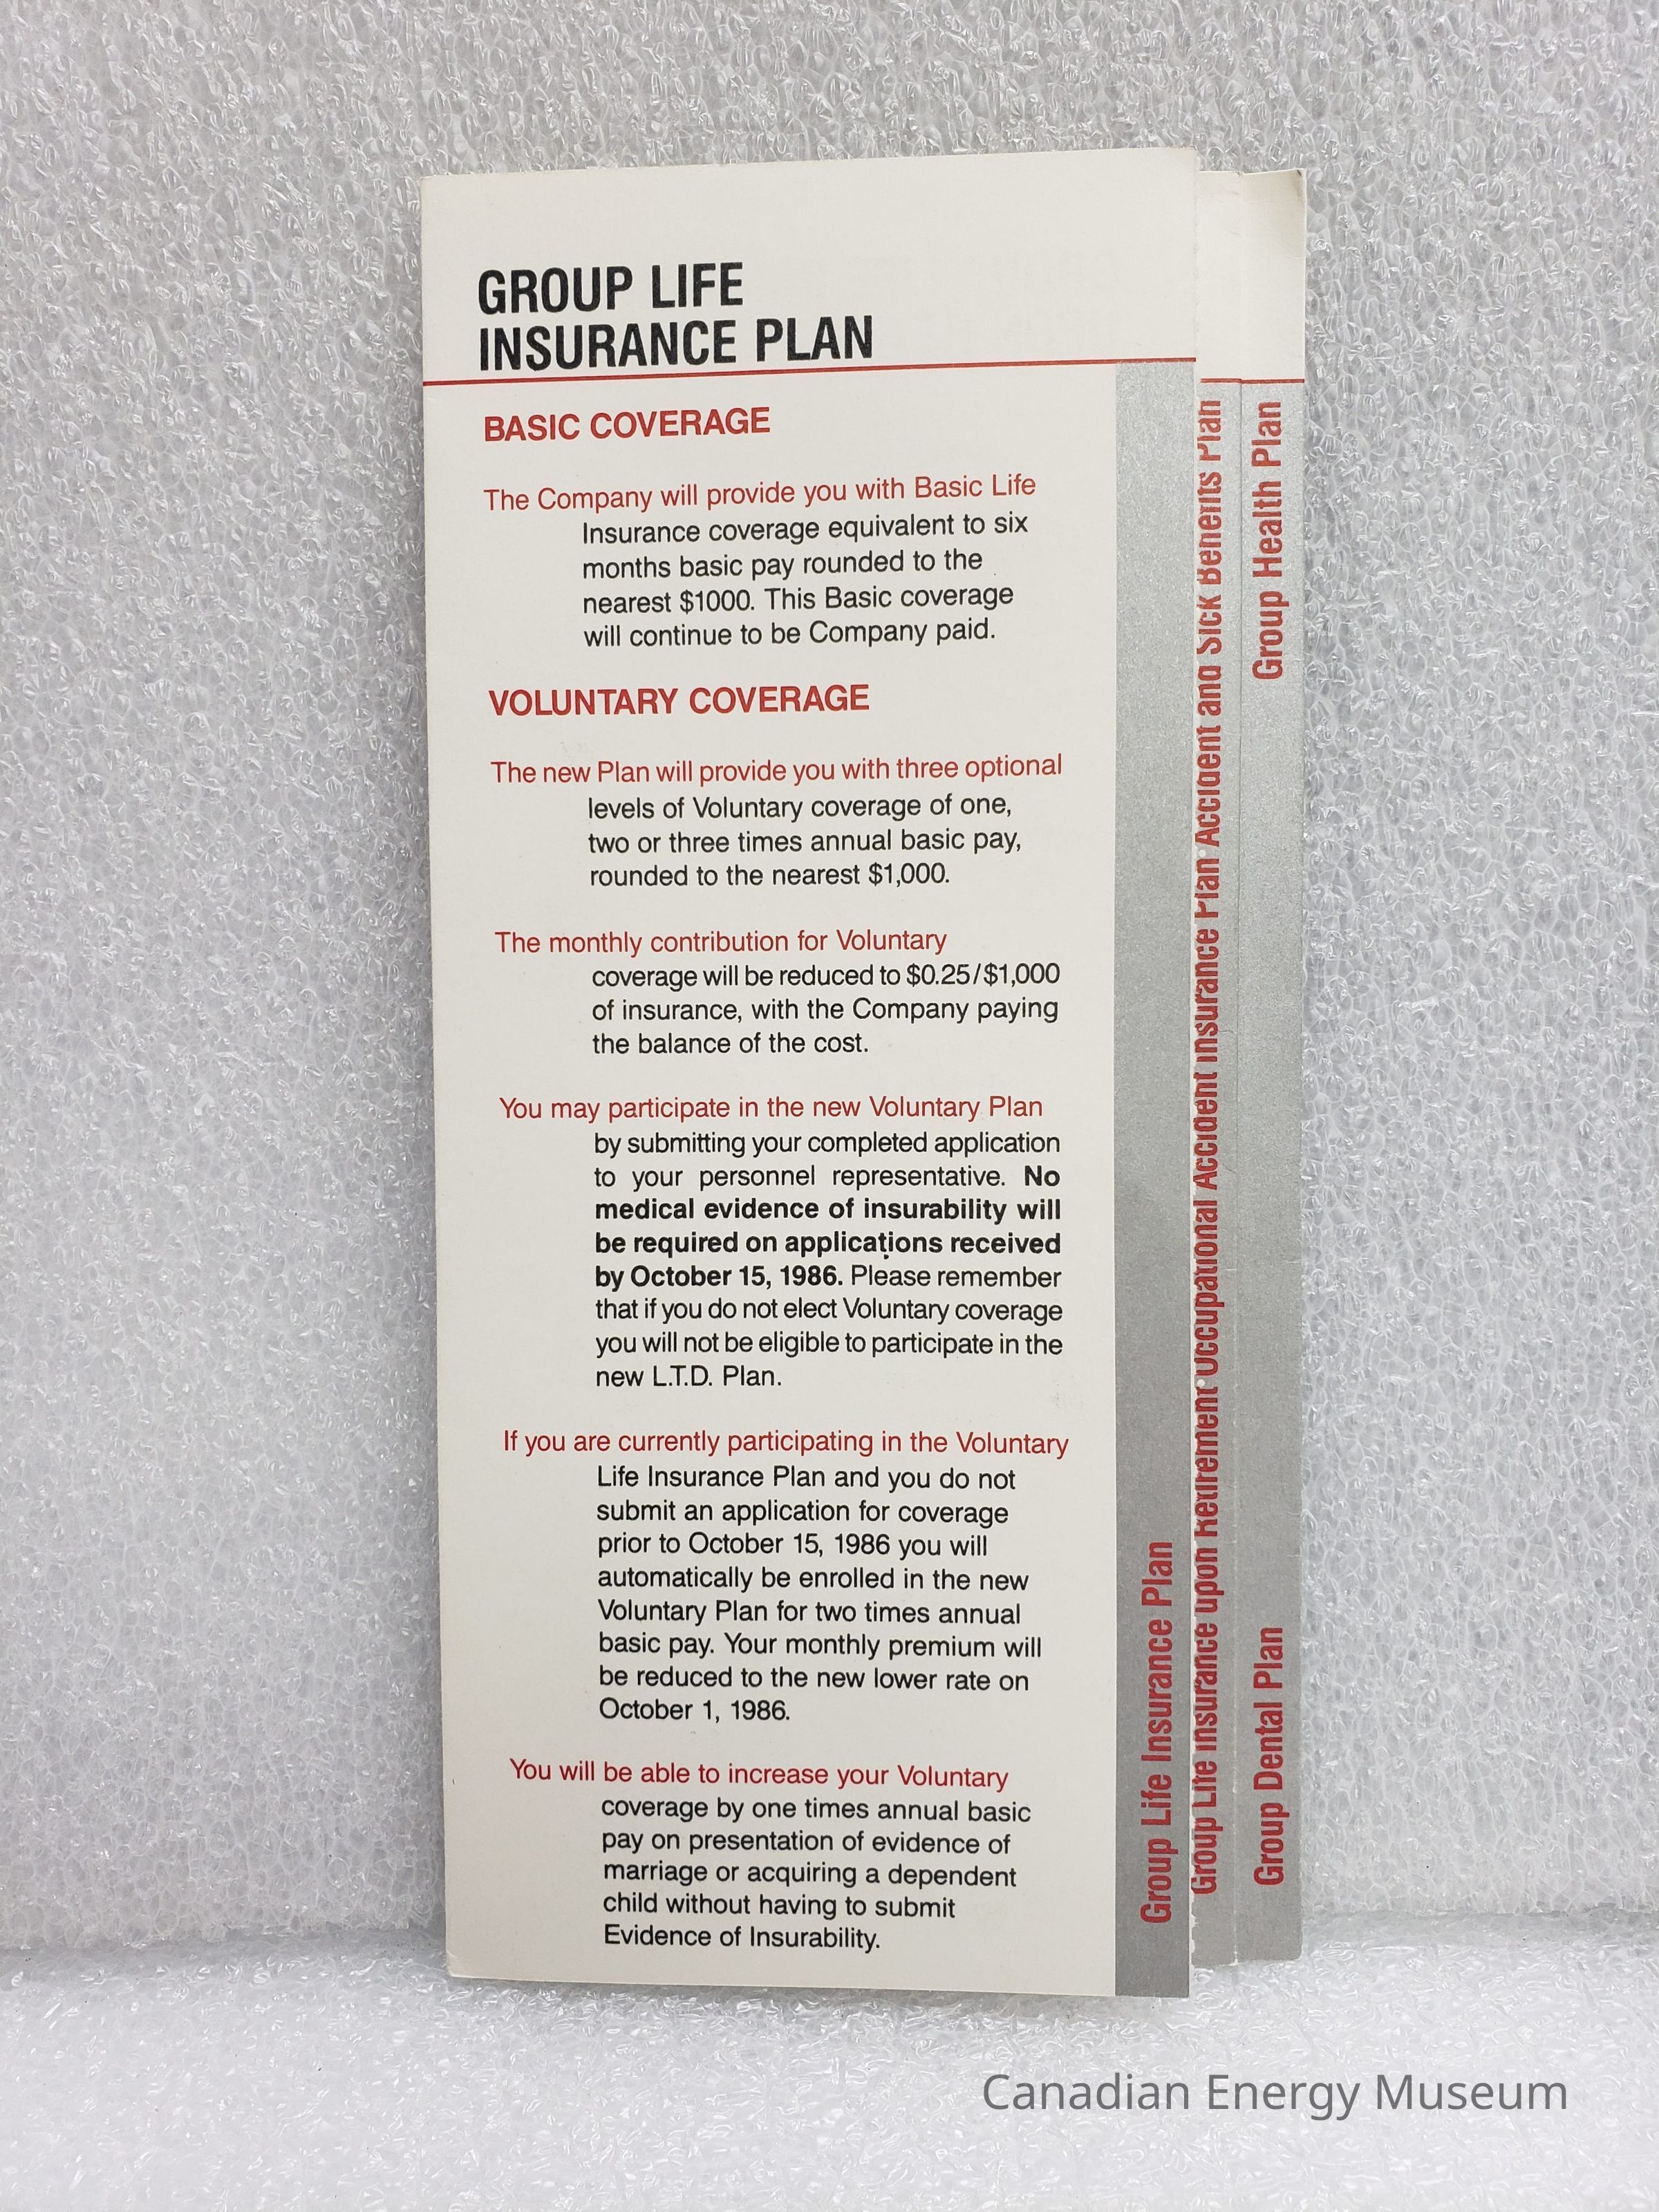 GROUP LIFE
INSURANCE PLAN
BASIC COVERAGE
The Company will provide you with Basic Life
Insurance coverage equivalent to six
months basic pay rounded to the
nearest $1000. This Basic coverage
will continue to be Company paid.
VOLUNTARY COVERAGE
The new Plan will provide you with three optional
levels of Voluntary coverage of one,
two or three times annual basic pay,
rounded to the nearest $1,000.
The monthly contribution for Voluntary
coverage will be reduced to $0.25/$1,000
of insurance, with the Company paying
the balance of the cost.
You may participate in the new Voluntary Plan
by submitting your completed application
to your personnel representative. No
medical evidence of insurability will
be required on applications received
by October 15, 1986. Please remember
that if you do not elect Voluntary coverage
you will not be eligible to participate in the
new L.T.D. Plan.
If you are currently participating in the Voluntary
Life Insurance Plan and you do not
submit an application for coverage
prior to October 15, 1986 you will
automatically be enrolled in the new
Voluntary Plan for two times annual
basic pay. Your monthly premium will
be reduced to the new lower rate on
October 1, 1986.
You will be able to increase your Voluntary
coverage by one times annual basic
pay on presentation of evidence of
marriage or acquiring a dependent
child without having to submit
Evidence of Insurability.
Group Life Insurance Plan
Group Life Insurance upon Retirement • Occupational Accident Insurance Plan • Accident and Sick Benefits Plan
Group Dental Plan
Group Health Plan
Canadian Energy Museum